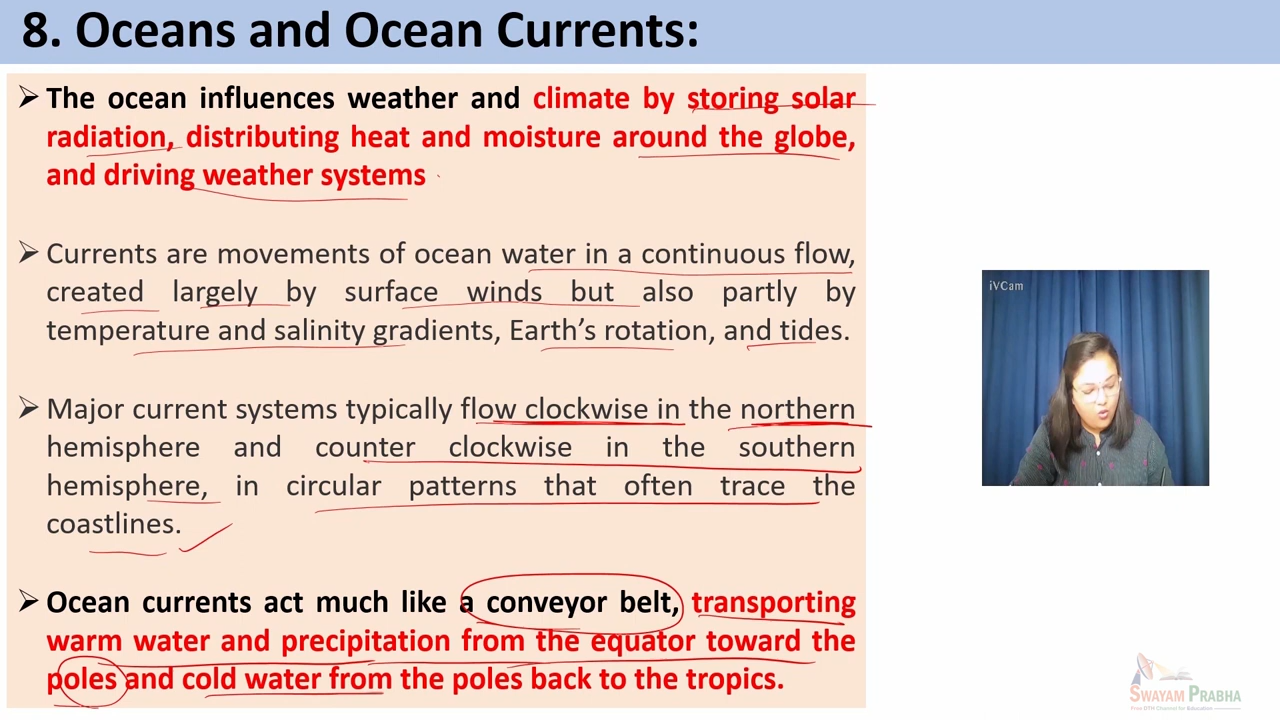 8. Oceans and Ocean Currents:
➢ The ocean influences weather and climate by storing solar
radiation, distributing heat and moisture around the globe,
and driving weather systems
➢ Currents are movements of ocean water in a continuous flow,
created largely by surface winds but also partly by
temperature and salinity gradients, Earth's rotation, and tides.
➢ Major current systems typically flow clockwise in the northern
hemisphere and counter clockwise in the southern
hemisphere, in circular patterns that often trace the
coastlines.
➢ Ocean currents act much like a conveyor belt, transporting
warm water and precipitation from the equator toward the
poles and cold water from the poles back to the tropics.
iVCam
SWAYAM PRABHA
Free DTH Channel for Education